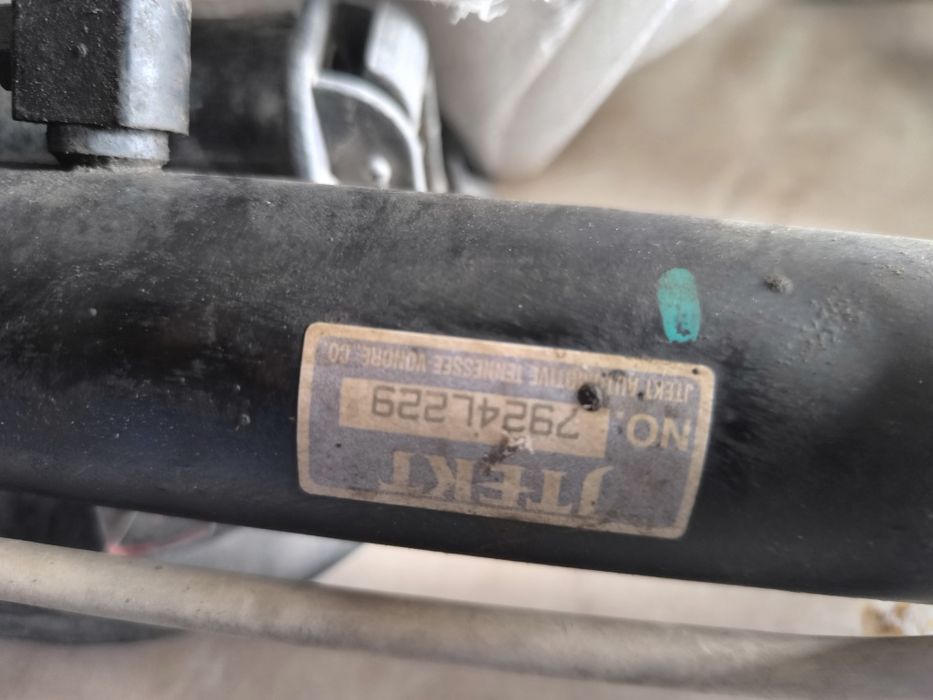 JTEKT
NO. 7924L229
JTEKT AUTOMOTIVE TENNESSEE VONORE, CO.